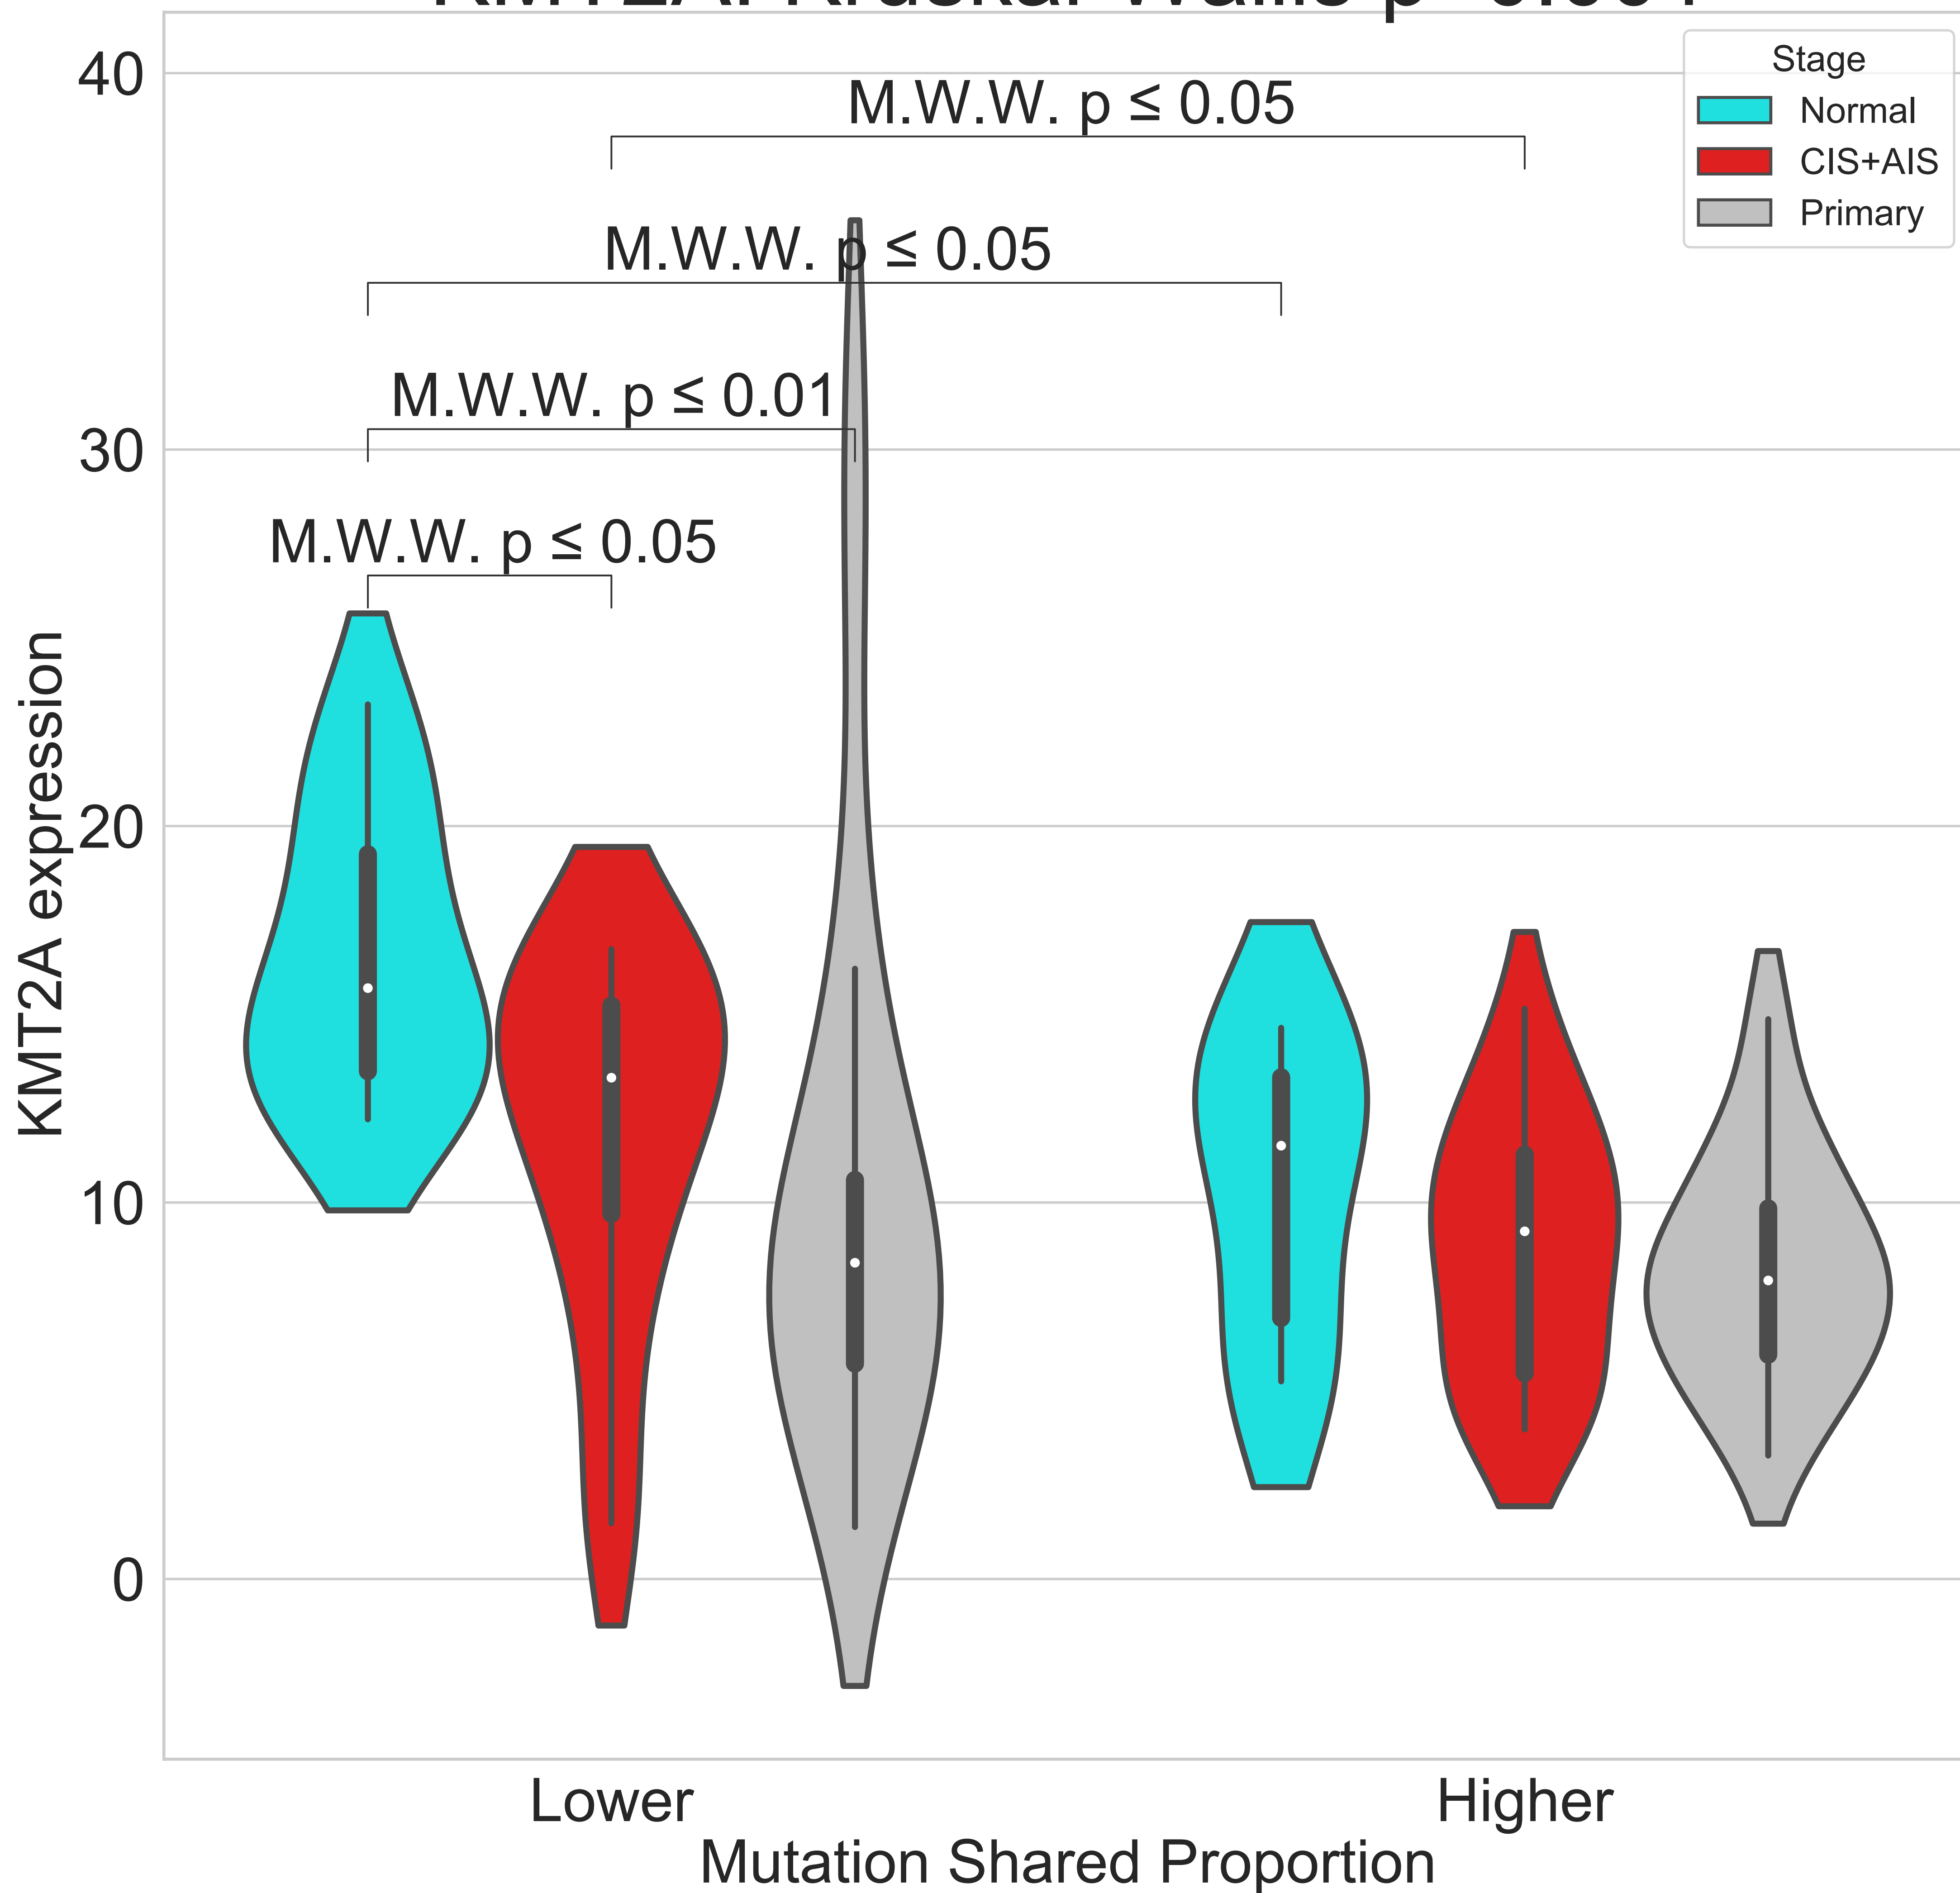 40
30
20
10
0
KMT2A expression
M.W.W. p ≤ 0.05
M.W.W. p ≤ 0.05
M.W.W. p ≤ 0.01
M.W.W. p ≤ 0.05
Stage
Normal
CIS+AIS
Primary
Lower
Higher
Mutation Shared Proportion